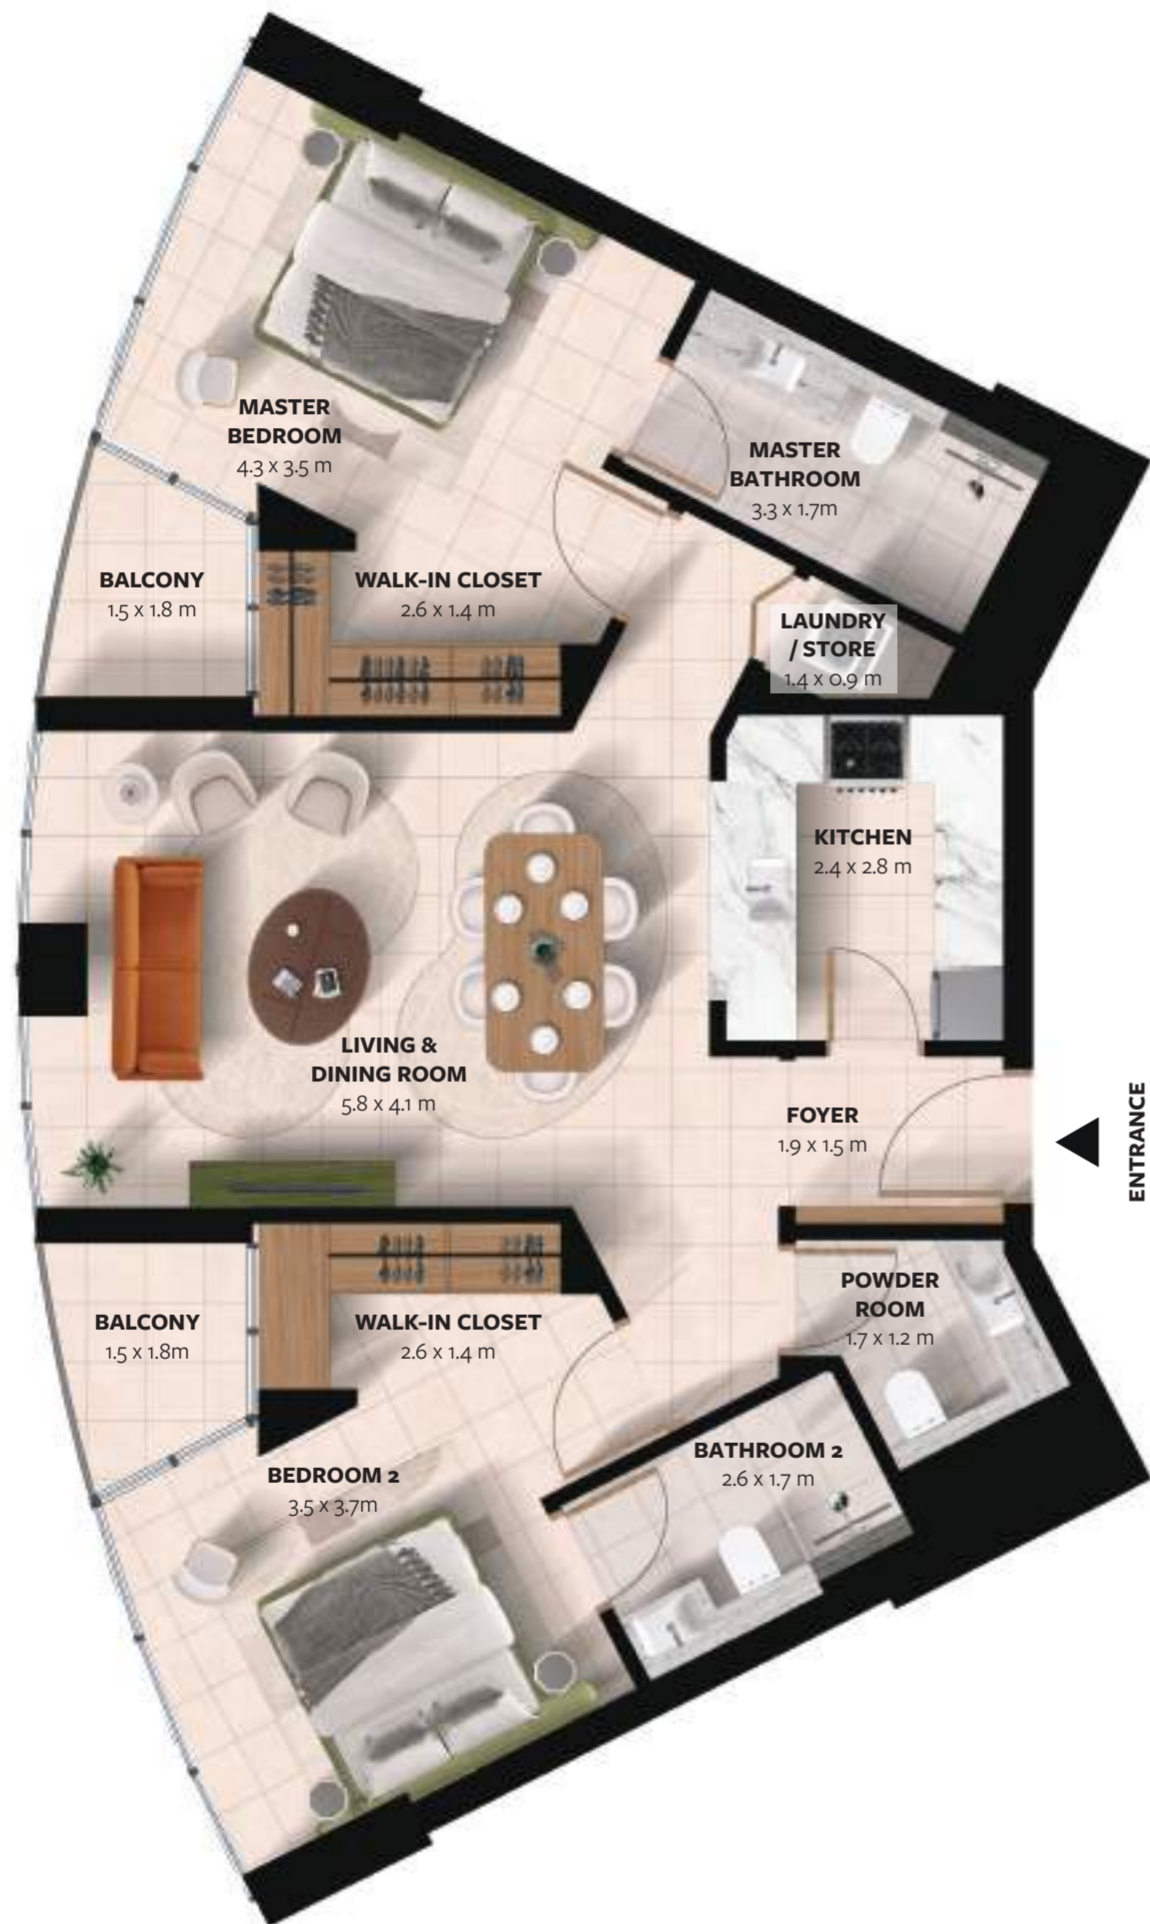 MASTER
BEDROOM
4.3 x 3.5 m
MASTER
BATHROOM
3.3 x 1.7m
BALCONY
1.5 x 1.8 m
WALK-IN CLOSET
2.6 x 1.4 m
LAUNDRY
/ STORE
1.4 x 0.9 m
KITCHEN
2.4 x 2.8 m
LIVING &
DINING ROOM
5.8 x 4.1 m
FOYER
1.9 x 1.5 m
ENTRANCE
POWDER
ROOM
1.7 x 1.2 m
BALCONY
1.5 x 1.8m
WALK-IN CLOSET
2.6 x 1.4 m
BATHROOM 2
2.6 x 1.7 m
BEDROOM 2
3.5 x 3.7m